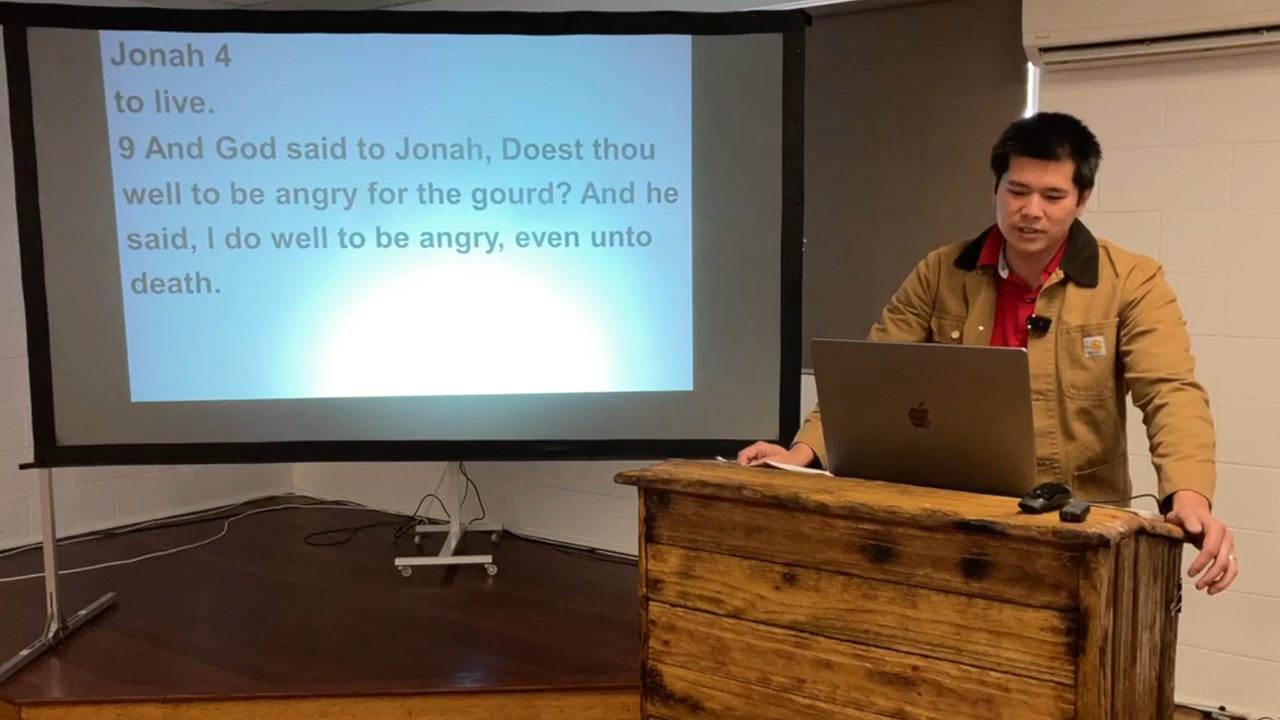 Jonah 4
to live.
9 And God said to Jonah, Doest thou
well to be angry for the gourd? And he
said, I do well to be angry, even unto
death.